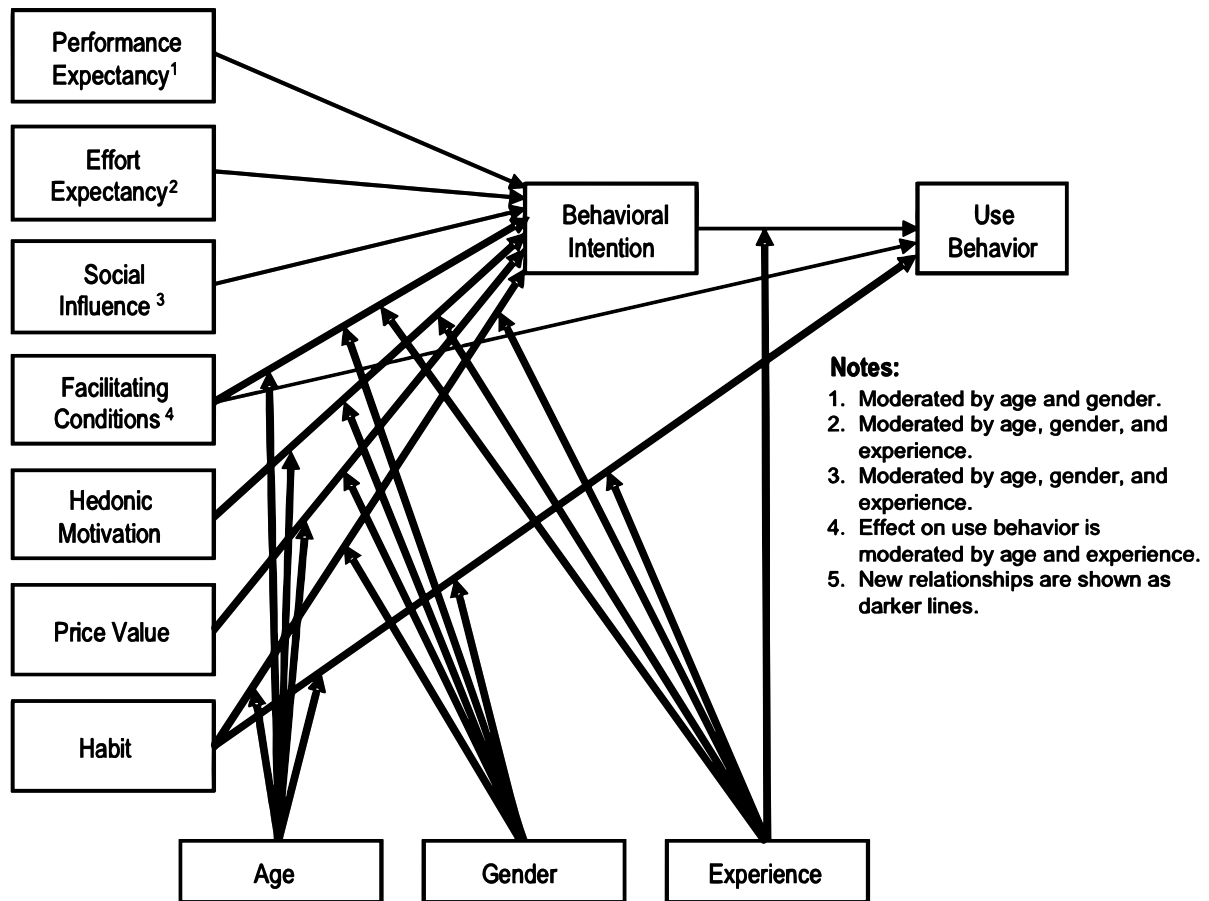 Performance
Expectancy1
Effort
Expectancy2
Social
Influence 3
Facilitating
Conditions 4
Hedonic
Motivation
Price Value
Habit
Behavioral
Intention
Use
Behavior
Notes:
1. Moderated by age and gender.
2. Moderated by age, gender, and
experience.
3. Moderated by age, gender, and
experience.
4. Effect on use behavior is
moderated by age and experience.
5. New relationships are shown as
darker lines.
Age
Gender
Experience